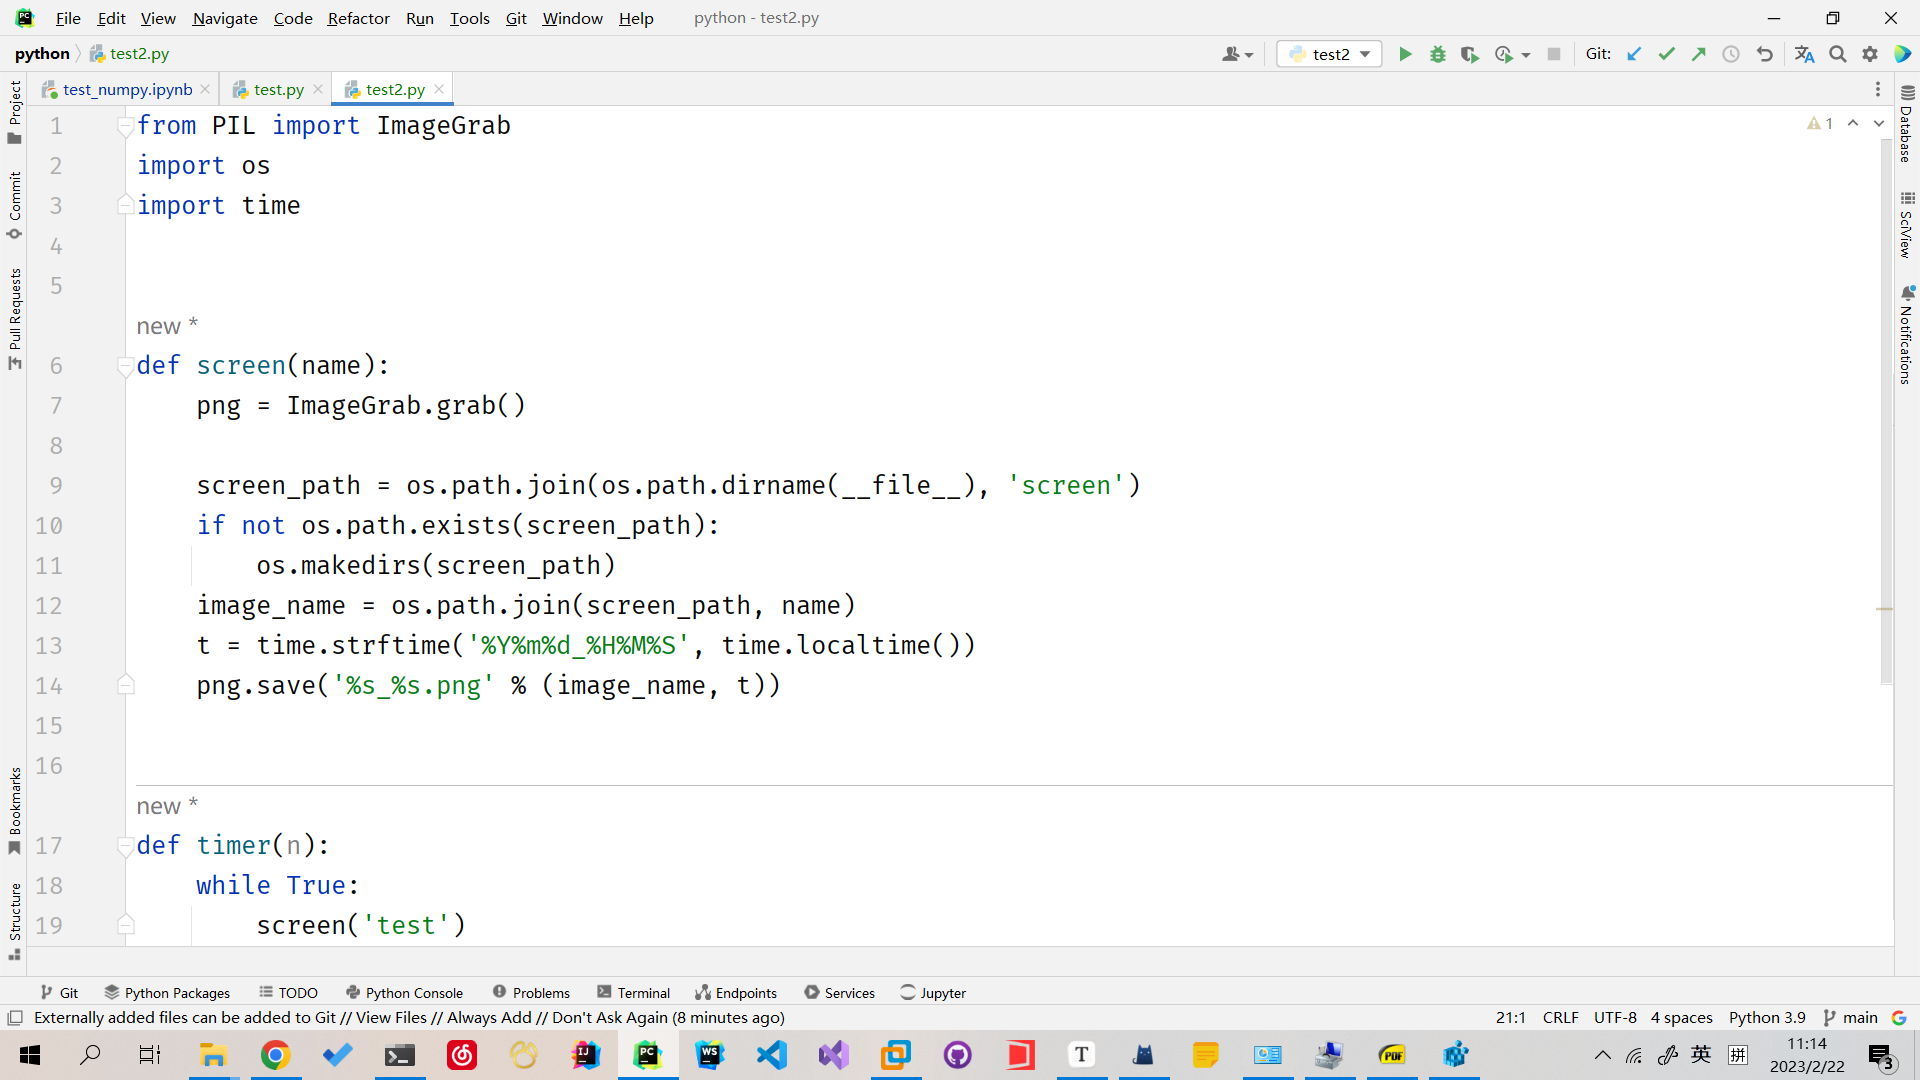 File Edit View Navigate Code Refactor Run Tools Git Window Help python - test2.py
python test2.py test2 Git:
test_numpy.ipynb test.py test2.py
1 from PIL import ImageGrab
2 import os
3 import time
4
5
new *
6 def screen(name):
7 png = ImageGrab.grab()
8
9 screen_path = os.path.join(os.path.dirname(__file__), 'screen')
10 if not os.path.exists(screen_path):
11 os.makedirs(screen_path)
12 image_name = os.path.join(screen_path, name)
13 t = time.strftime('%Y%m%d_%H%M%S', time.localtime())
14 png.save('%s_%s.png' % (image_name, t))
15
16
new *
17 def timer(n):
18 while True:
19 screen('test')
1
Project
Commit
Pull Requests
Bookmarks
Structure
Database
SciView
Notifications
Git Python Packages TODO Python Console Problems Terminal Endpoints Services Jupyter
Externally added files can be added to Git // View Files // Always Add // Don't Ask Again (8 minutes ago) 21:1 CRLF UTF-8 4 spaces Python 3.9 main
英 拼 11:14
2023/2/22
3